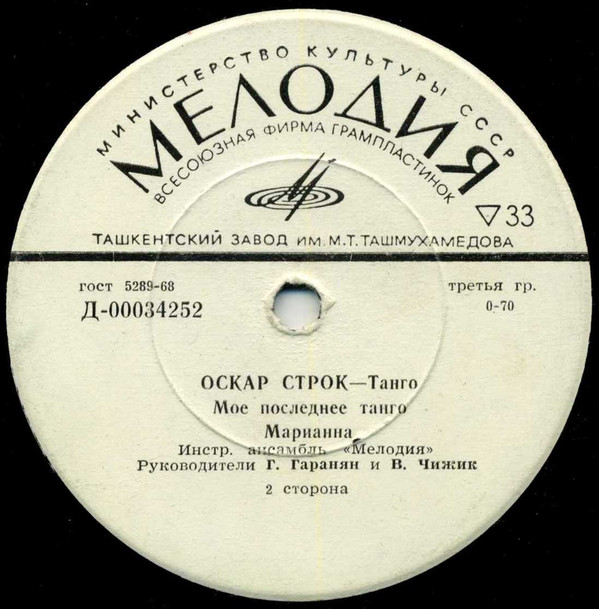 МИНИСТЕРСТВО КУЛЬТУРЫ СССР
МЕЛОДИЯ
ВСЕСОЮЗНАЯ ФИРМА ГРАМПЛАСТИНОК
▽33
ТАШКЕНТСКИЙ ЗАВОД ИМ. М. Т. ТАШМУХАМЕДОВА
гост 5289-68
третья гр.
Д-00034252
0-70
ОСКАР СТРОК—Танго
Мое последнее танго
Марианна
Инстр. ансамбль «Мелодия»
Руководители Г. Гаранян и В. Чижик
2 сторона